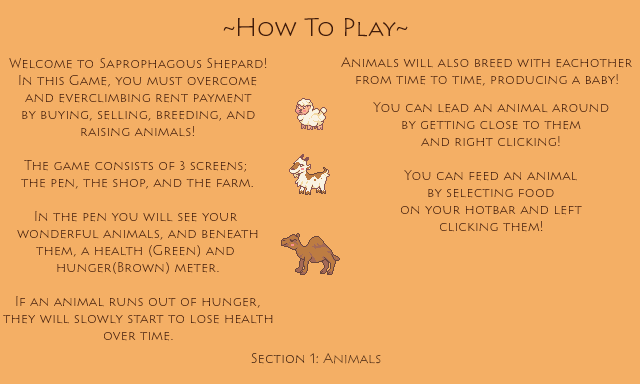 ~How To Play~
Welcome to Saprophagous Shepard!
In this Game, you must overcome
and everclimbing rent payment
by buying, selling, breeding, and
raising animals!
The game consists of 3 screens;
the pen, the shop, and the farm.
In the pen you will see your
wonderful animals, and beneath
them, a health (Green) and
hunger(Brown) meter.
If an animal runs out of hunger,
they will slowly start to lose health
over time.
Animals will also breed with eachother
from time to time, producing a baby!
You can lead an animal around
by getting close to them
and right clicking!
You can feed an animal
by selecting food
on your hotbar and left
clicking them!
Section 1: Animals